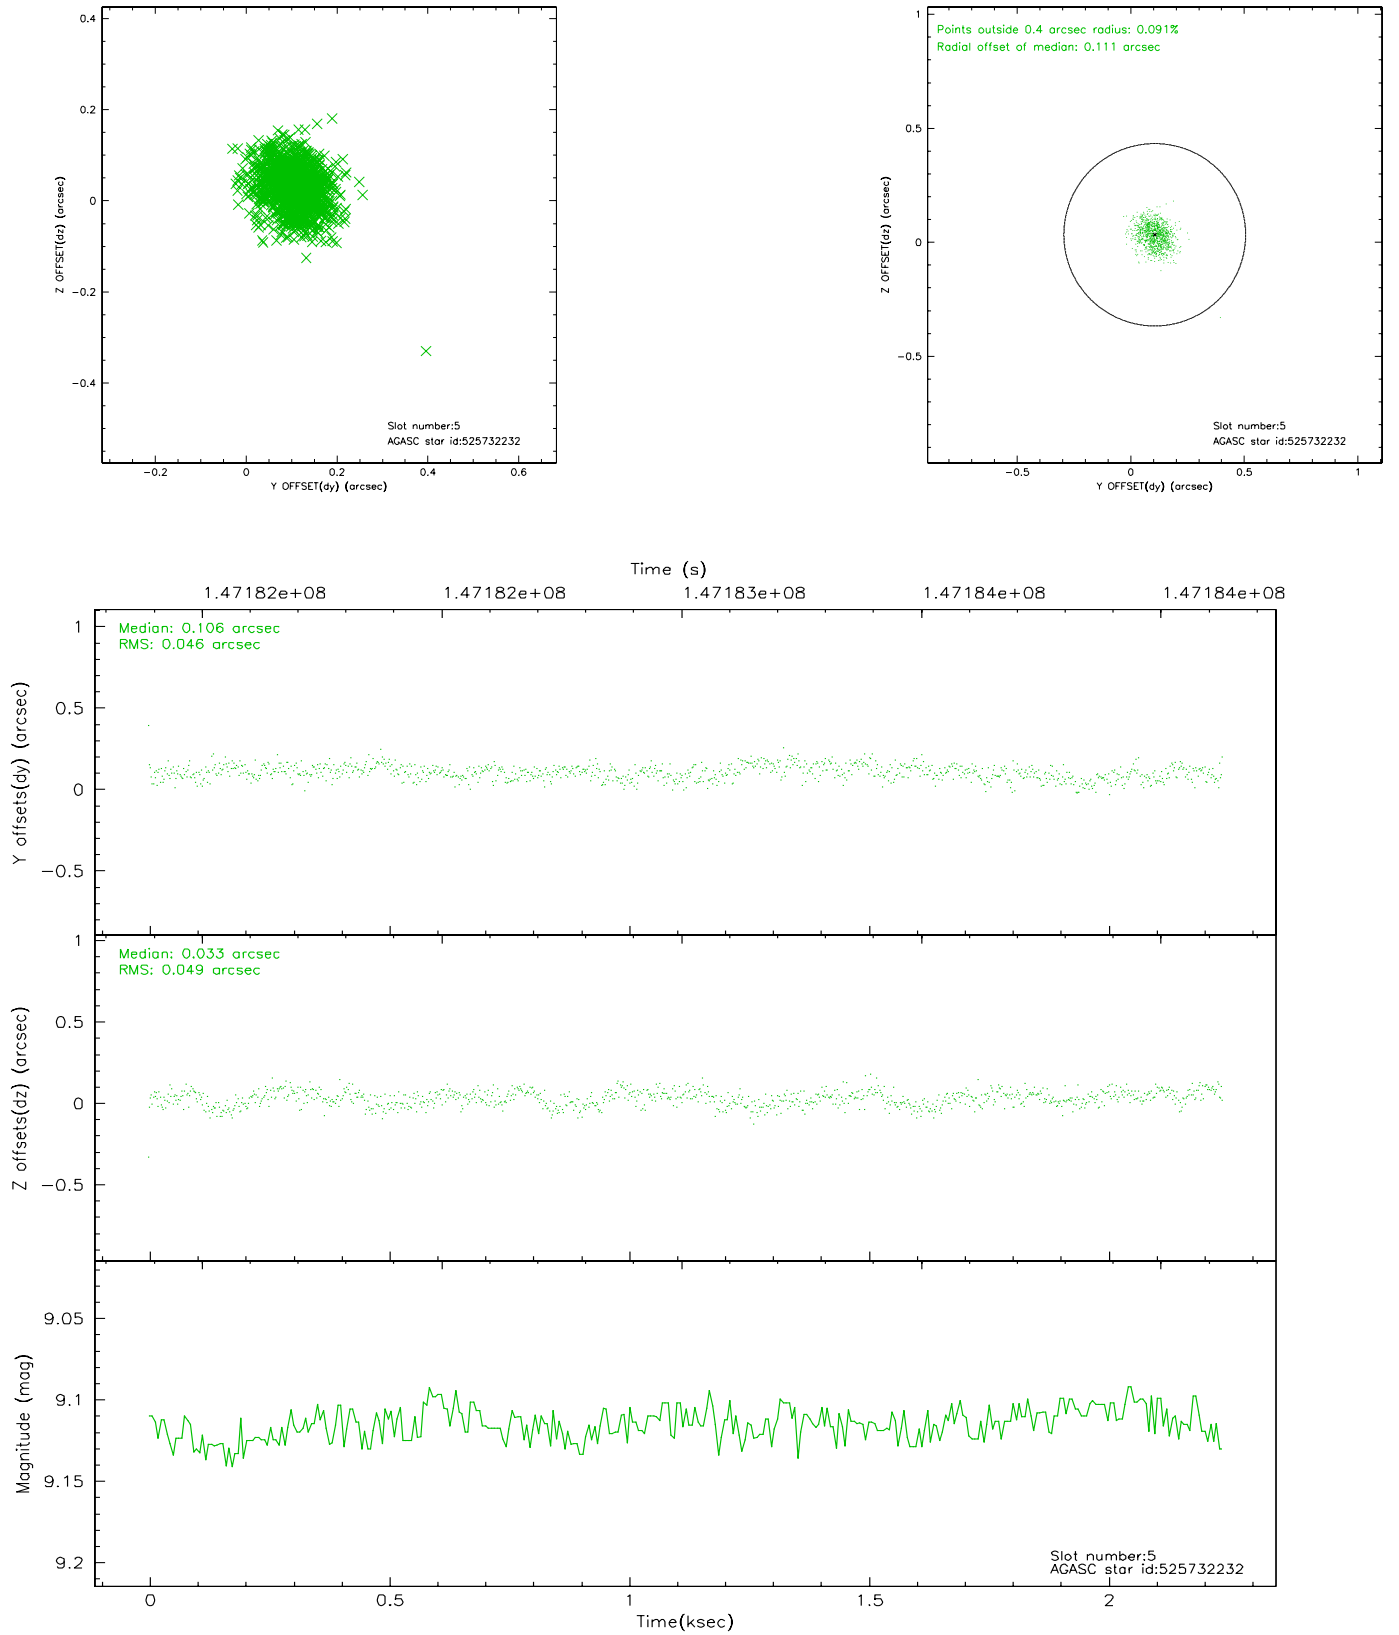 0.4
0.2
0
−0.2
−0.4
Z OFFSET(dz) (arcsec)
Slot number:5
AGASC star id:525732232
−0.2
0
0.2
0.4
0.6
Y OFFSET(dy) (arcsec)
Points outside 0.4 arcsec radius: 0.091%
Radial offset of median: 0.111 arcsec
1
0.5
0
−0.5
Z OFFSET(dz) (arcsec)
Slot number:5
AGASC star id:525732232
−0.5
0
0.5
1
Y OFFSET(dy) (arcsec)
Time (s)
1.47182e+08
1.47182e+08
1.47183e+08
1.47184e+08
1.47184e+08
Median: 0.106 arcsec
RMS: 0.046 arcsec
1
0.5
0
−0.5
Y offsets(dy) (arcsec)
Median: 0.033 arcsec
RMS: 0.049 arcsec
1
0.5
0
−0.5
Z offsets(dz) (arcsec)
9.05
9.1
9.15
9.2
Magnitude (mag)
Slot number:5
AGASC star id:525732232
0
0.5
1
1.5
2
Time(ksec)